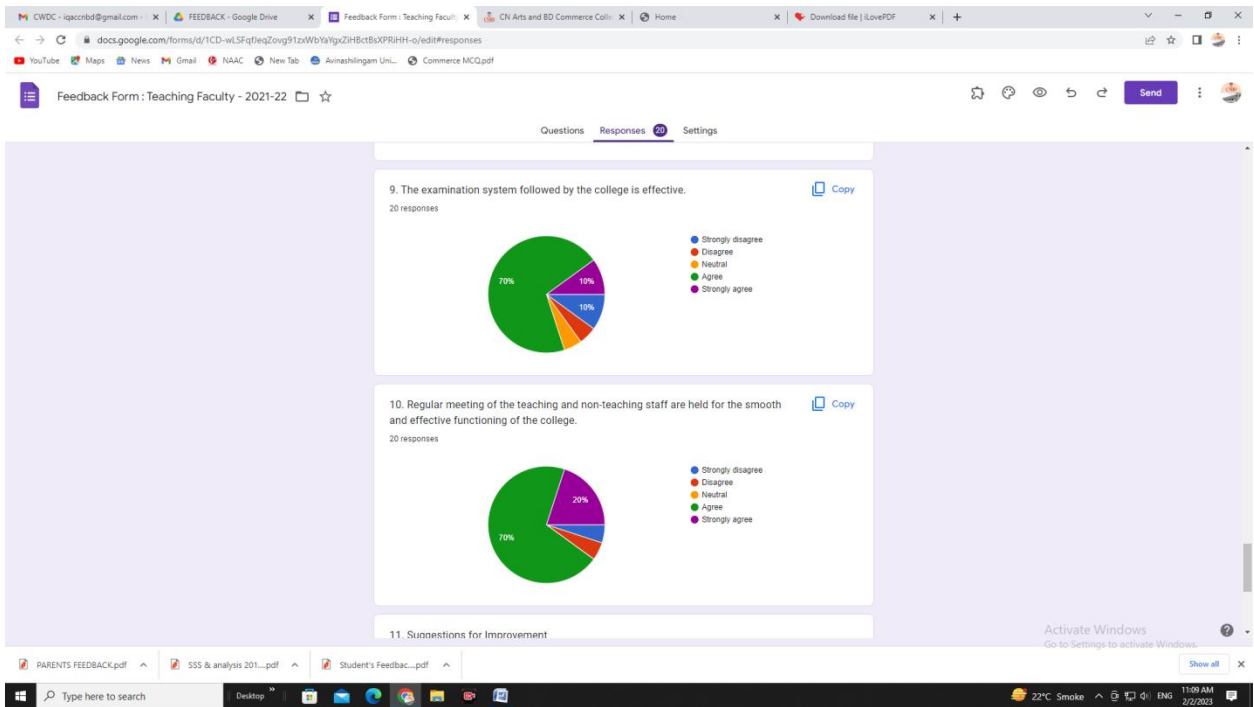 CWDC - iqaccnbd@gmail.com -
FEEDBACK - Google Drive
Feedback Form : Teaching Facult
CN Arts and BD Commerce Colle
Home
Download file | iLovePDF
docs.google.com/forms/d/1CD-wLSFqfJeqZovg91zxWbYaYgxZiHBctBsXPRiHH-o/edit#responses
YouTube Maps News Gmail NAAC New Tab Avinashilingam Uni... Commerce MCQ.pdf
Feedback Form : Teaching Faculty - 2021-22
Send
Questions Responses 20 Settings
9. The examination system followed by the college is effective.
Copy
20 responses
Strongly disagree
Disagree
Neutral
Agree
Strongly agree
70%
10%
10%
10. Regular meeting of the teaching and non-teaching staff are held for the smooth
and effective functioning of the college.
Copy
20 responses
Strongly disagree
Disagree
Neutral
Agree
Strongly agree
20%
70%
11. Suggestions for Improvement
Activate Windows
Go to Settings to activate Windows.
PARENTS FEEDBACK.pdf
SSS & analysis 201....pdf
Student's Feedbac....pdf
Show all
Type here to search
Desktop
22°C Smoke
ENG
11:09 AM
2/2/2023